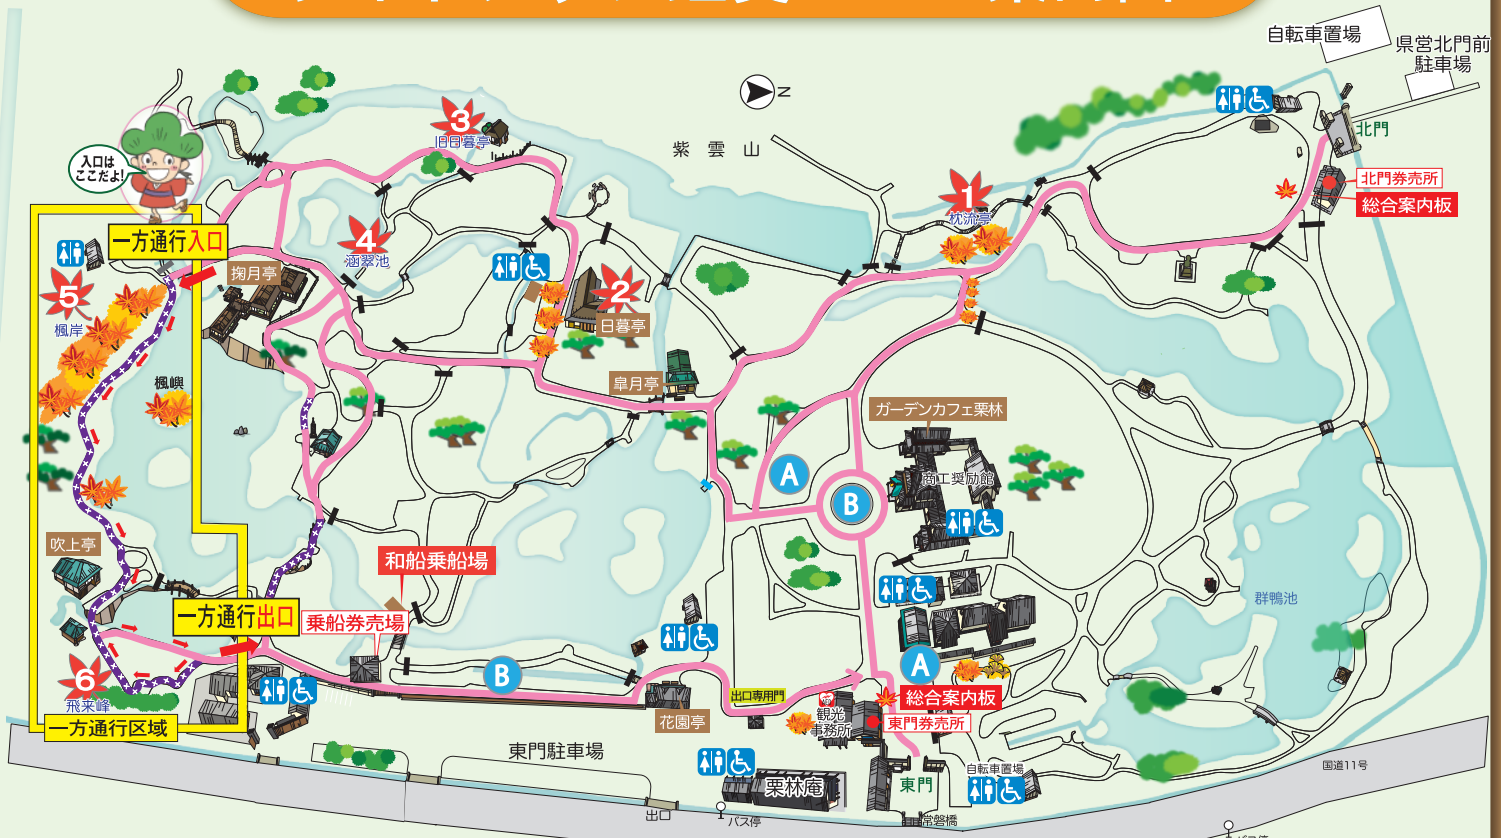 自転車置場
県営北門前
駐車場
N
北門
北門券売所
総合案内板
3
旧日暮亭
紫雲山
1
枕流亭
入口は
ここだよ!
一方通行入口
掬月亭
4
涵翠池
2
日暮亭
5
楓岸
楓嶼
皐月亭
ガーデンカフェ栗林
商工奨励館
A
B
吹上亭
和船乗船場
一方通行出口
乗船券売場
群鴨池
6
飛来峰
一方通行区域
B
A
出口専用門
花園亭
観光
事務所
総合案内板
東門券売所
東門駐車場
栗林庵
東門
自転車置場
国道11号
出口
バス停
常磐橋
バス停